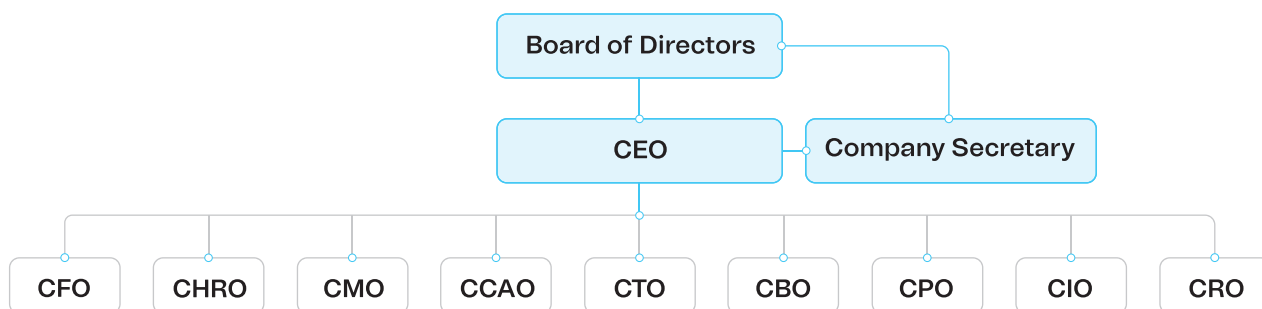 Board of Directors
CEO
Company Secretary
CFO
CHRO
CMO
CCAO
CTO
CBO
CPO
CIO
CRO